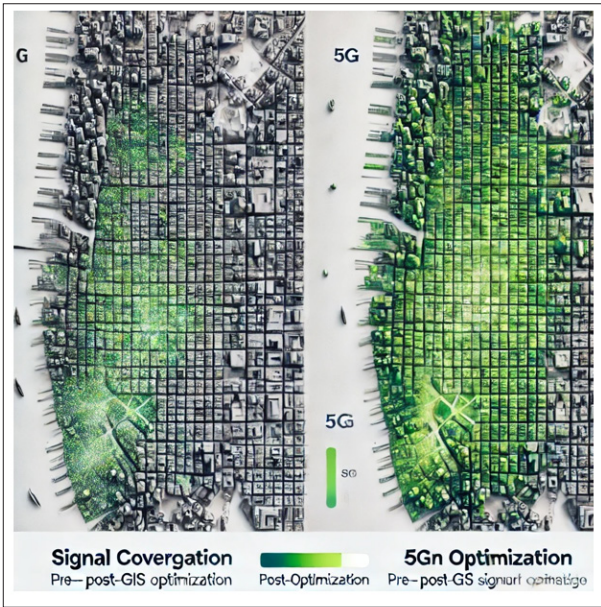 G
5G
5G
SG
Signal Covergation
Pre–post-GIS optimization
Post-Optimization
5Gn Optimization
Pre–post-GS